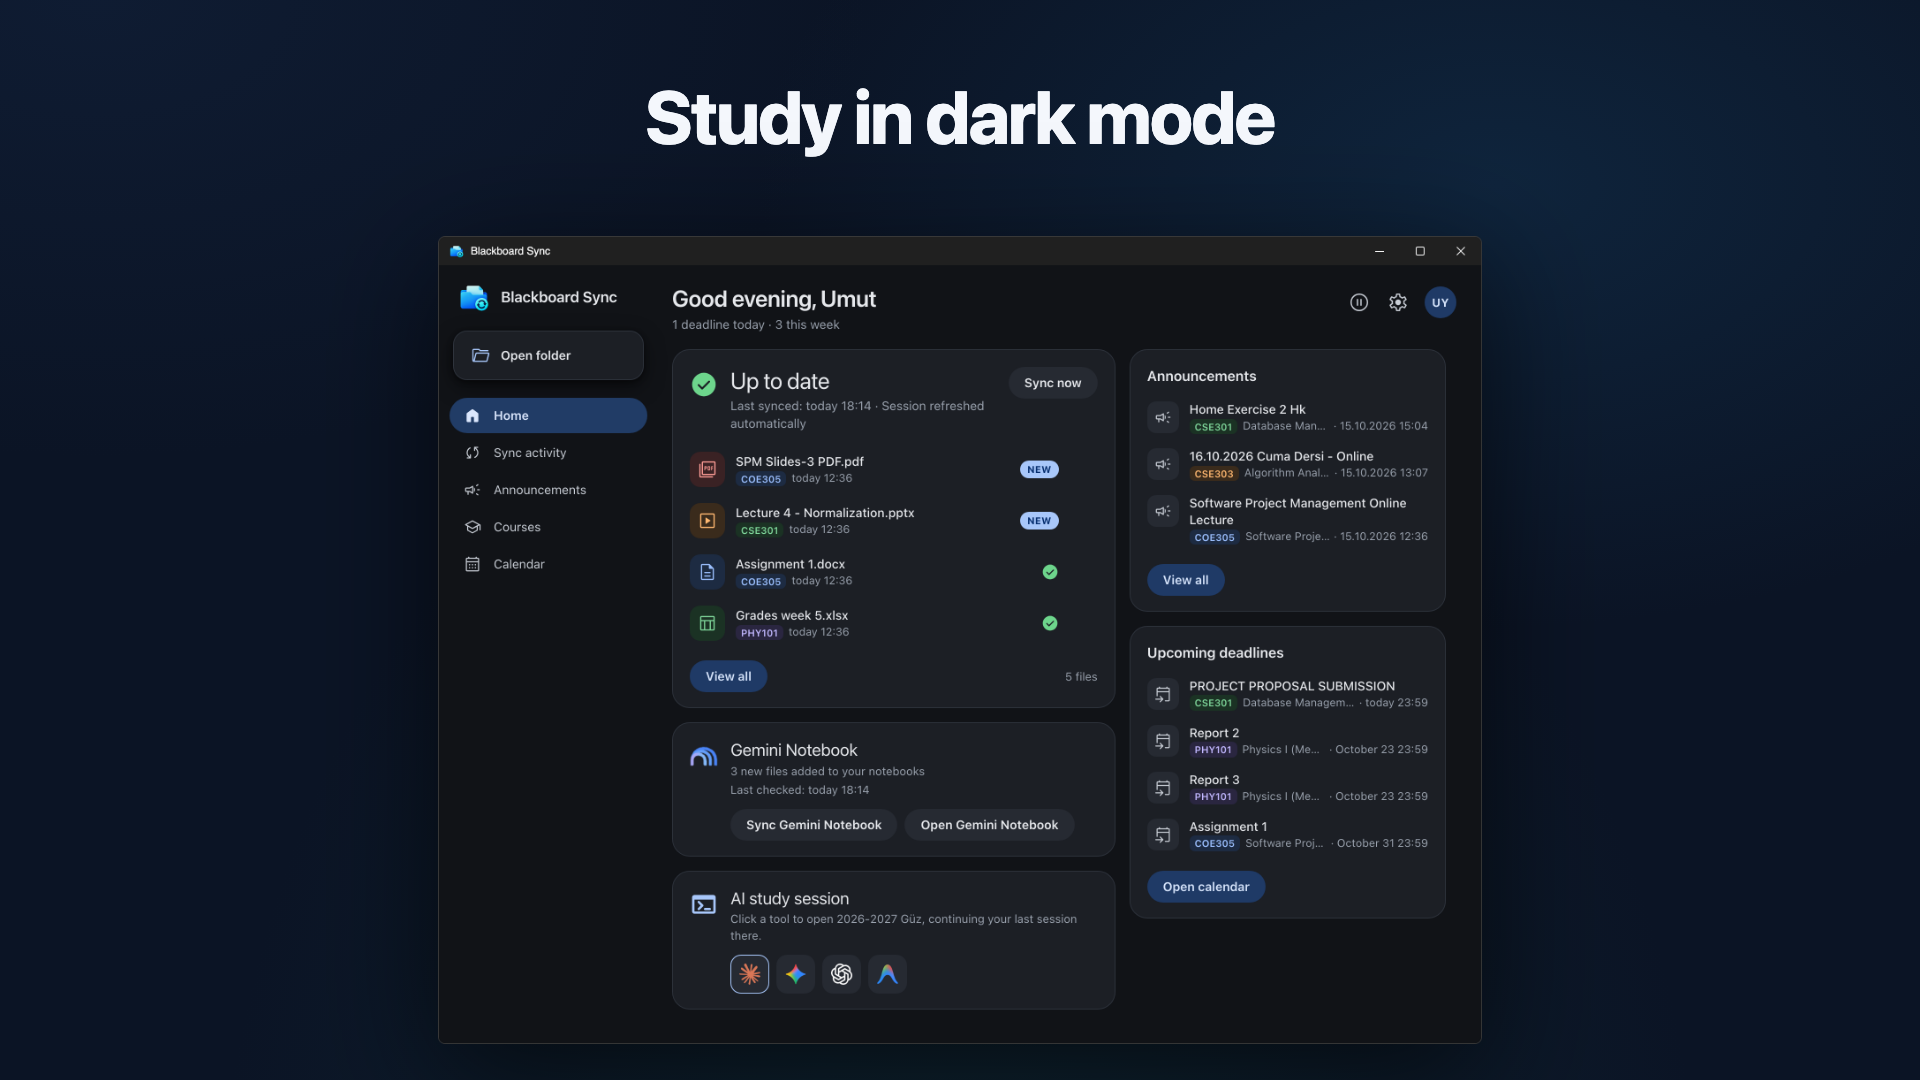 Study in dark mode
Blackboard Sync
Blackboard Sync
Open folder
Home
Sync activity
Announcements
Courses
Calendar
Good evening, Umut
1 deadline today · 3 this week
UY
Up to date
Last synced: today 18:14 · Session refreshed
automatically
Sync now
PDF
SPM Slides-3 PDF.pdf
COE305 today 12:36
NEW
Lecture 4 - Normalization.pptx
CSE301 today 12:36
NEW
Assignment 1.docx
COE305 today 12:36
Grades week 5.xlsx
PHY101 today 12:36
View all
5 files
Gemini Notebook
3 new files added to your notebooks
Last checked: today 18:14
Sync Gemini Notebook
Open Gemini Notebook
AI study session
Click a tool to open 2026-2027 Güz, continuing your last session
there.
Announcements
Home Exercise 2 Hk
CSE301 Database Man... · 15.10.2026 15:04
16.10.2026 Cuma Dersi - Online
CSE303 Algorithm Anal... · 15.10.2026 13:07
Software Project Management Online
Lecture
COE305 Software Proje... · 15.10.2026 12:36
View all
Upcoming deadlines
PROJECT PROPOSAL SUBMISSION
CSE301 Database Managem... · today 23:59
Report 2
PHY101 Physics I (Me... · October 23 23:59
Report 3
PHY101 Physics I (Me... · October 23 23:59
Assignment 1
COE305 Software Proj... · October 31 23:59
Open calendar